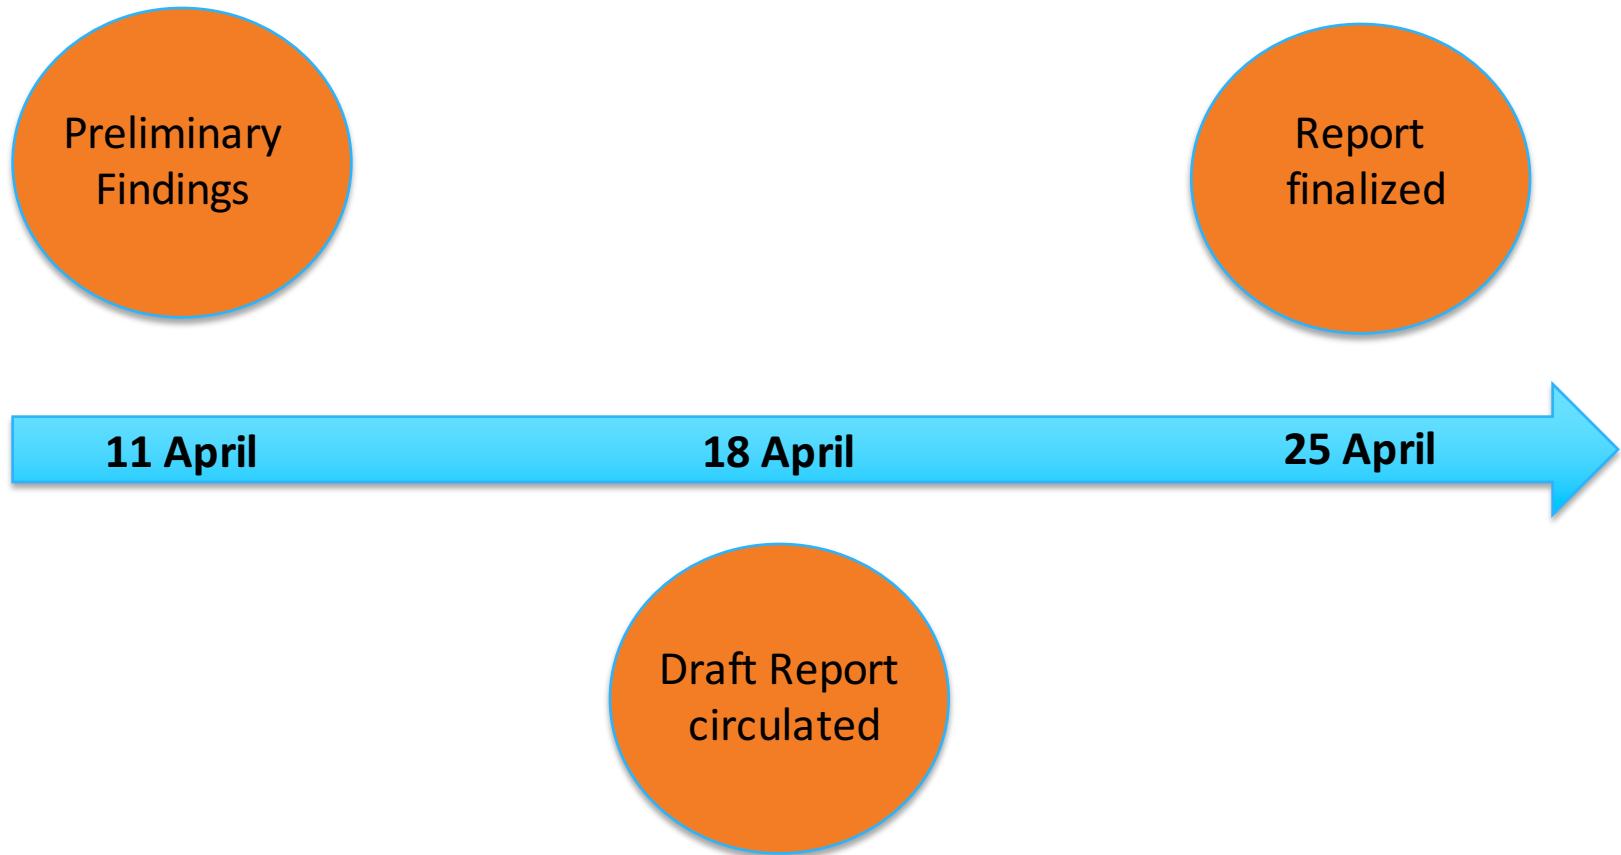 Preliminary
Findings
Report
finalized
11 April
18 April
25 April
Draft Report
circulated